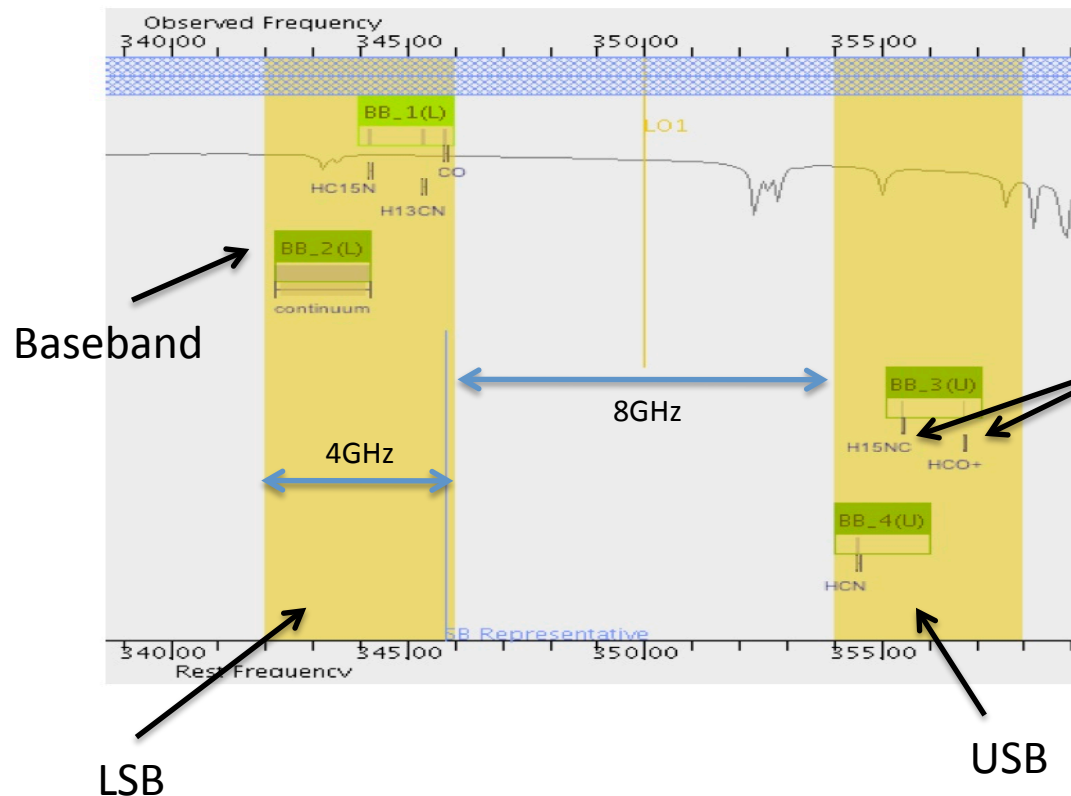 Observed Frequency
340,00 345,00 350,00 355,00
BB_1(L)
LO1
CO
HC15N
H13CN
BB_2(L)
continuum
Baseband
8GHz
BB_3(U)
H15NC
HCO+
4GHz
BB_4(U)
HCN
SB Representative
340,00 345,00 350,00 355,00
Rest Frequency
LSB
USB